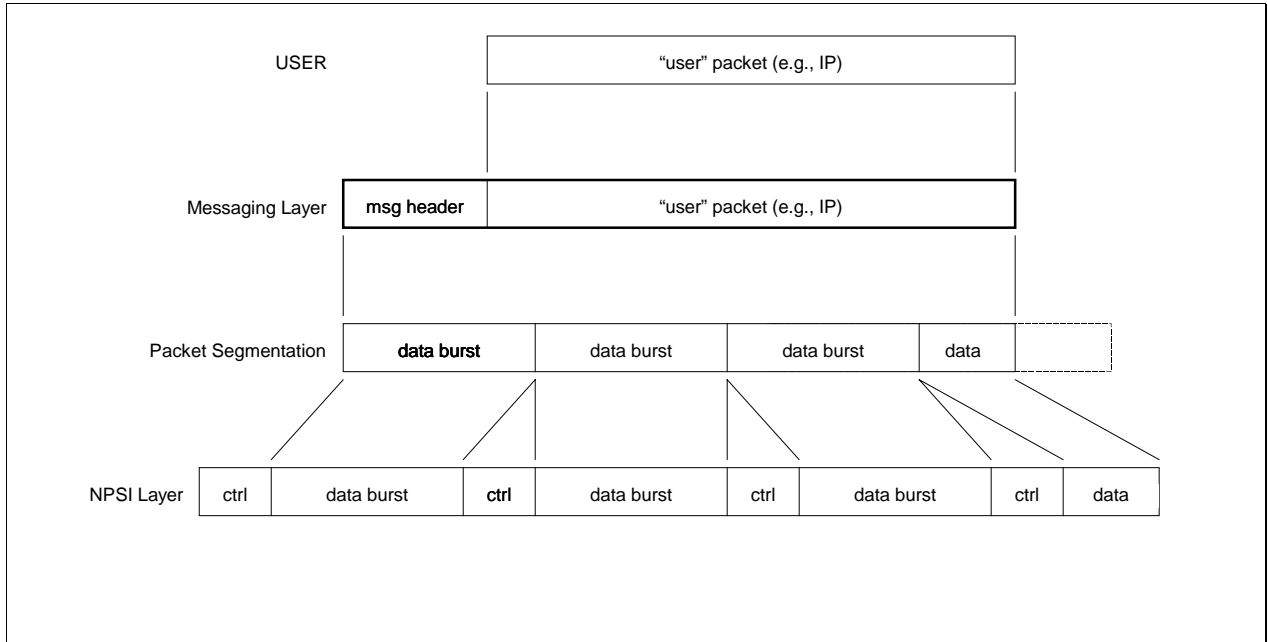 USER “user” packet (e.g., IP)
Messaging Layer msg header “user” packet (e.g., IP)
Packet Segmentation data burst data burst data burst data
NPSI Layer ctrl data burst ctrl data burst ctrl data burst ctrl data